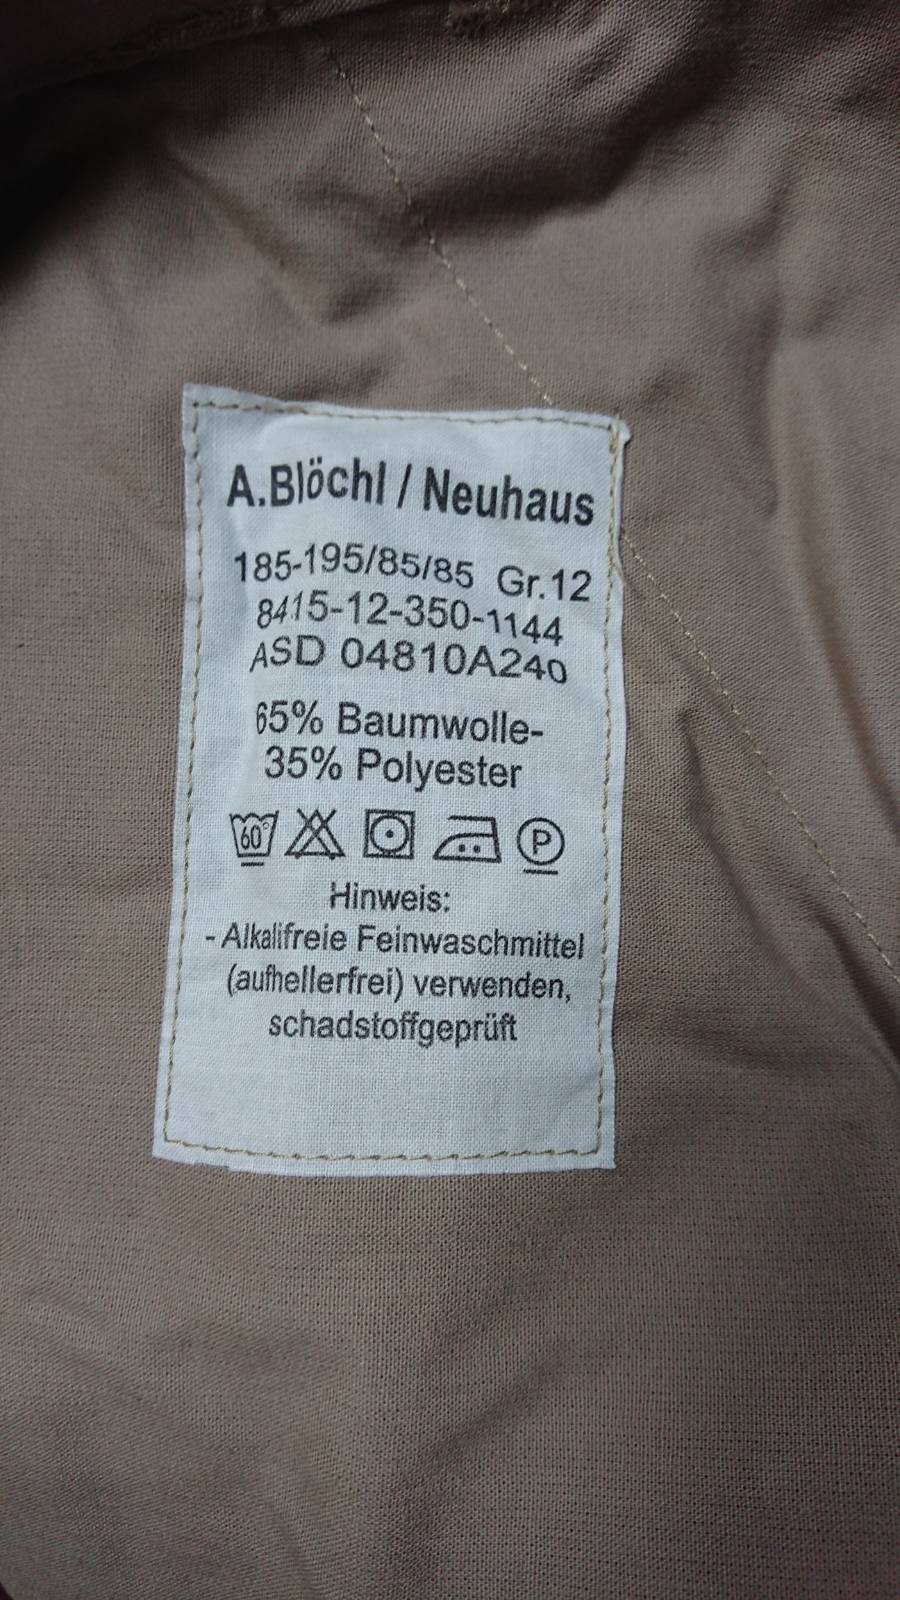 A.Blöchl / Neuhaus
185-195/85/85 Gr.12
8415-12-350-1144
ASD 04810A240
65% Baumwolle-
35% Polyester
60° P
Hinweis:
- Alkalifreie Feinwaschmittel
(aufhellerfrei) verwenden,
schadstoffgeprüft